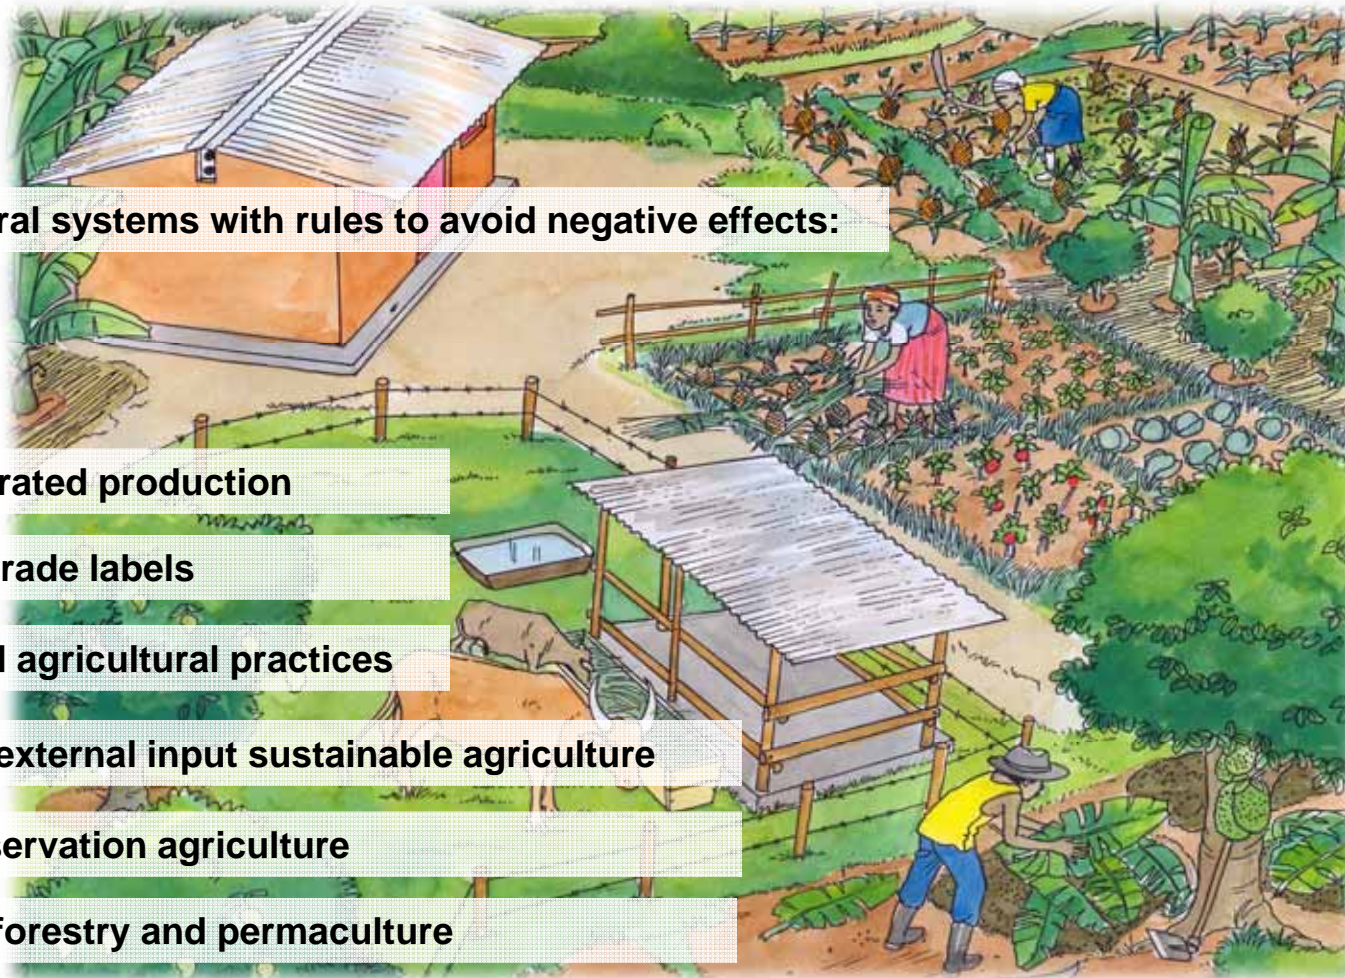 ral systems with rules to avoid negative effects:
rated production
rade labels
agricultural practices
external input sustainable agriculture
servation agriculture
forestry and permaculture